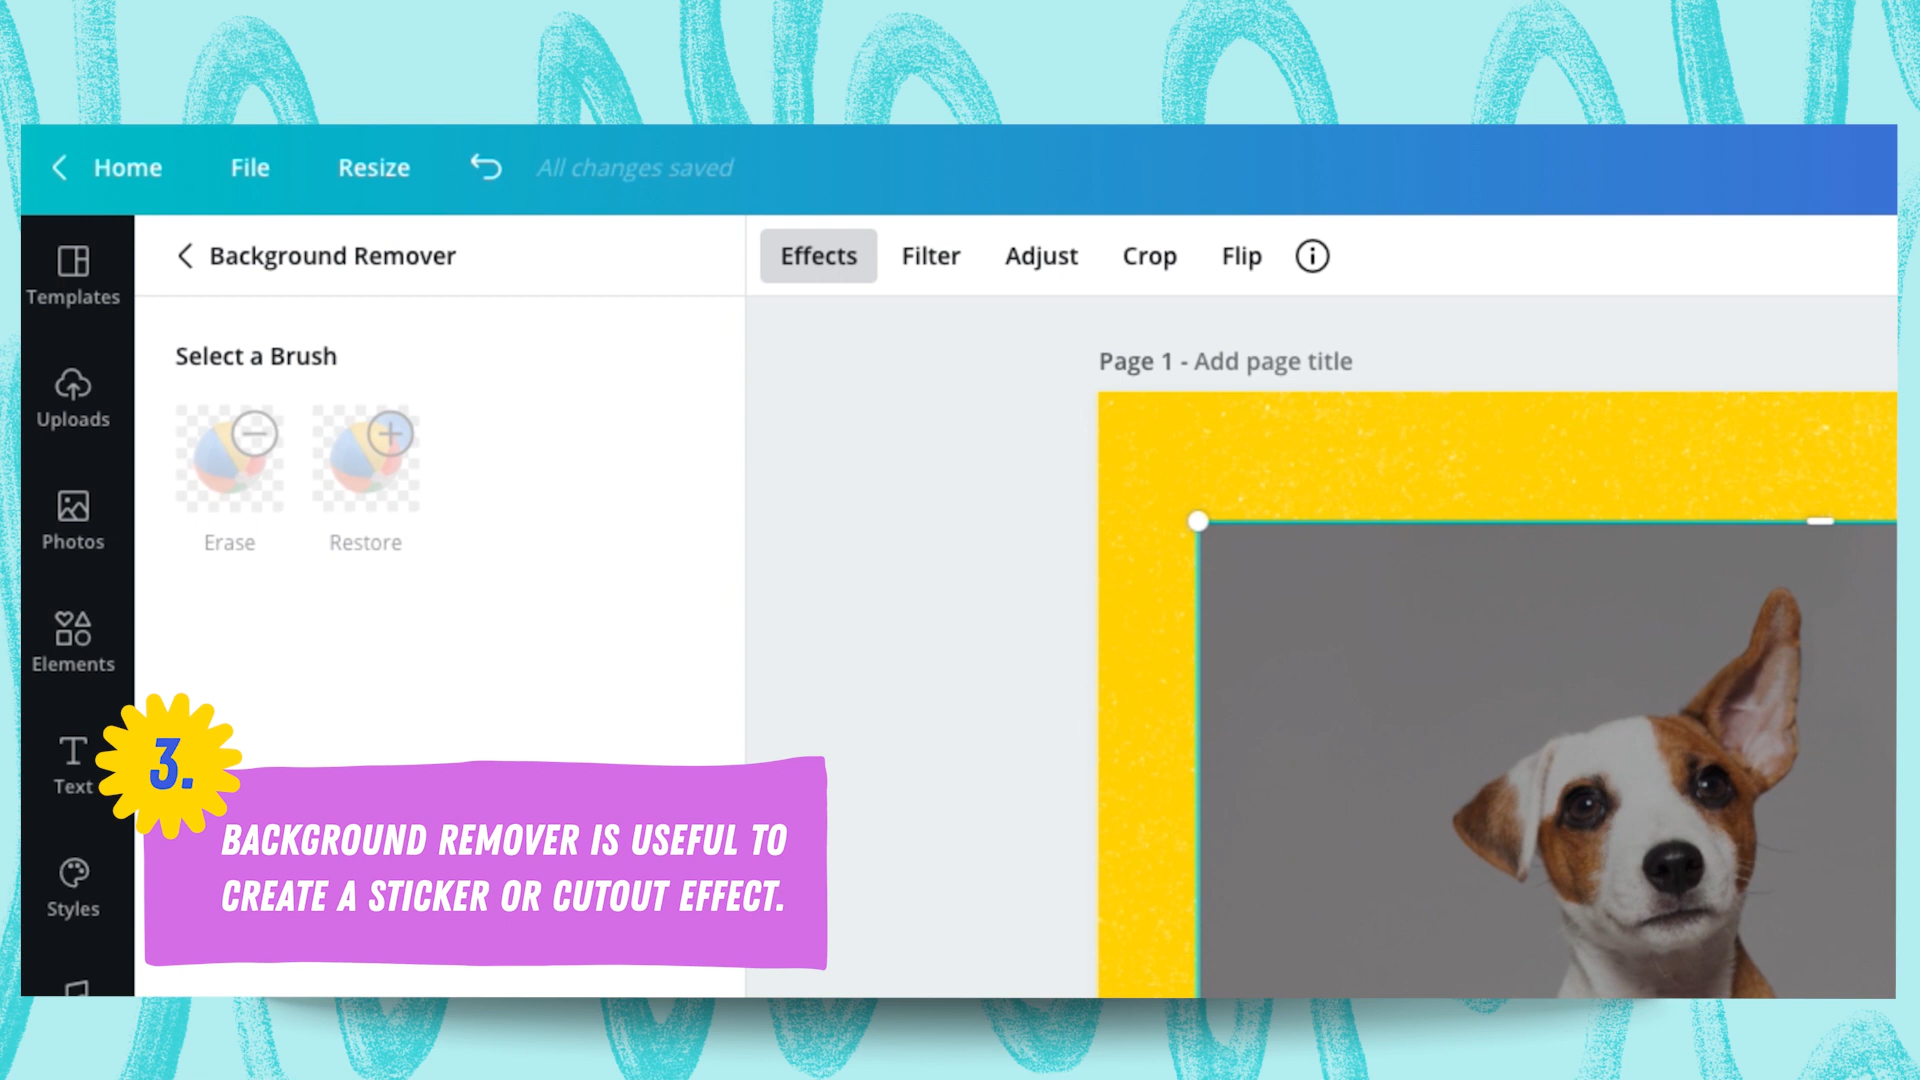 Home
File
Resize
All changes saved
Background Remover
Effects
Filter
Adjust
Crop
Flip
Templates
Select a Brush
Page 1 - Add page title
Uploads
Erase
Restore
Photos
Elements
Text
Styles
3.
BACKGROUND REMOVER IS USEFUL TO
CREATE A STICKER OR CUTOUT EFFECT.